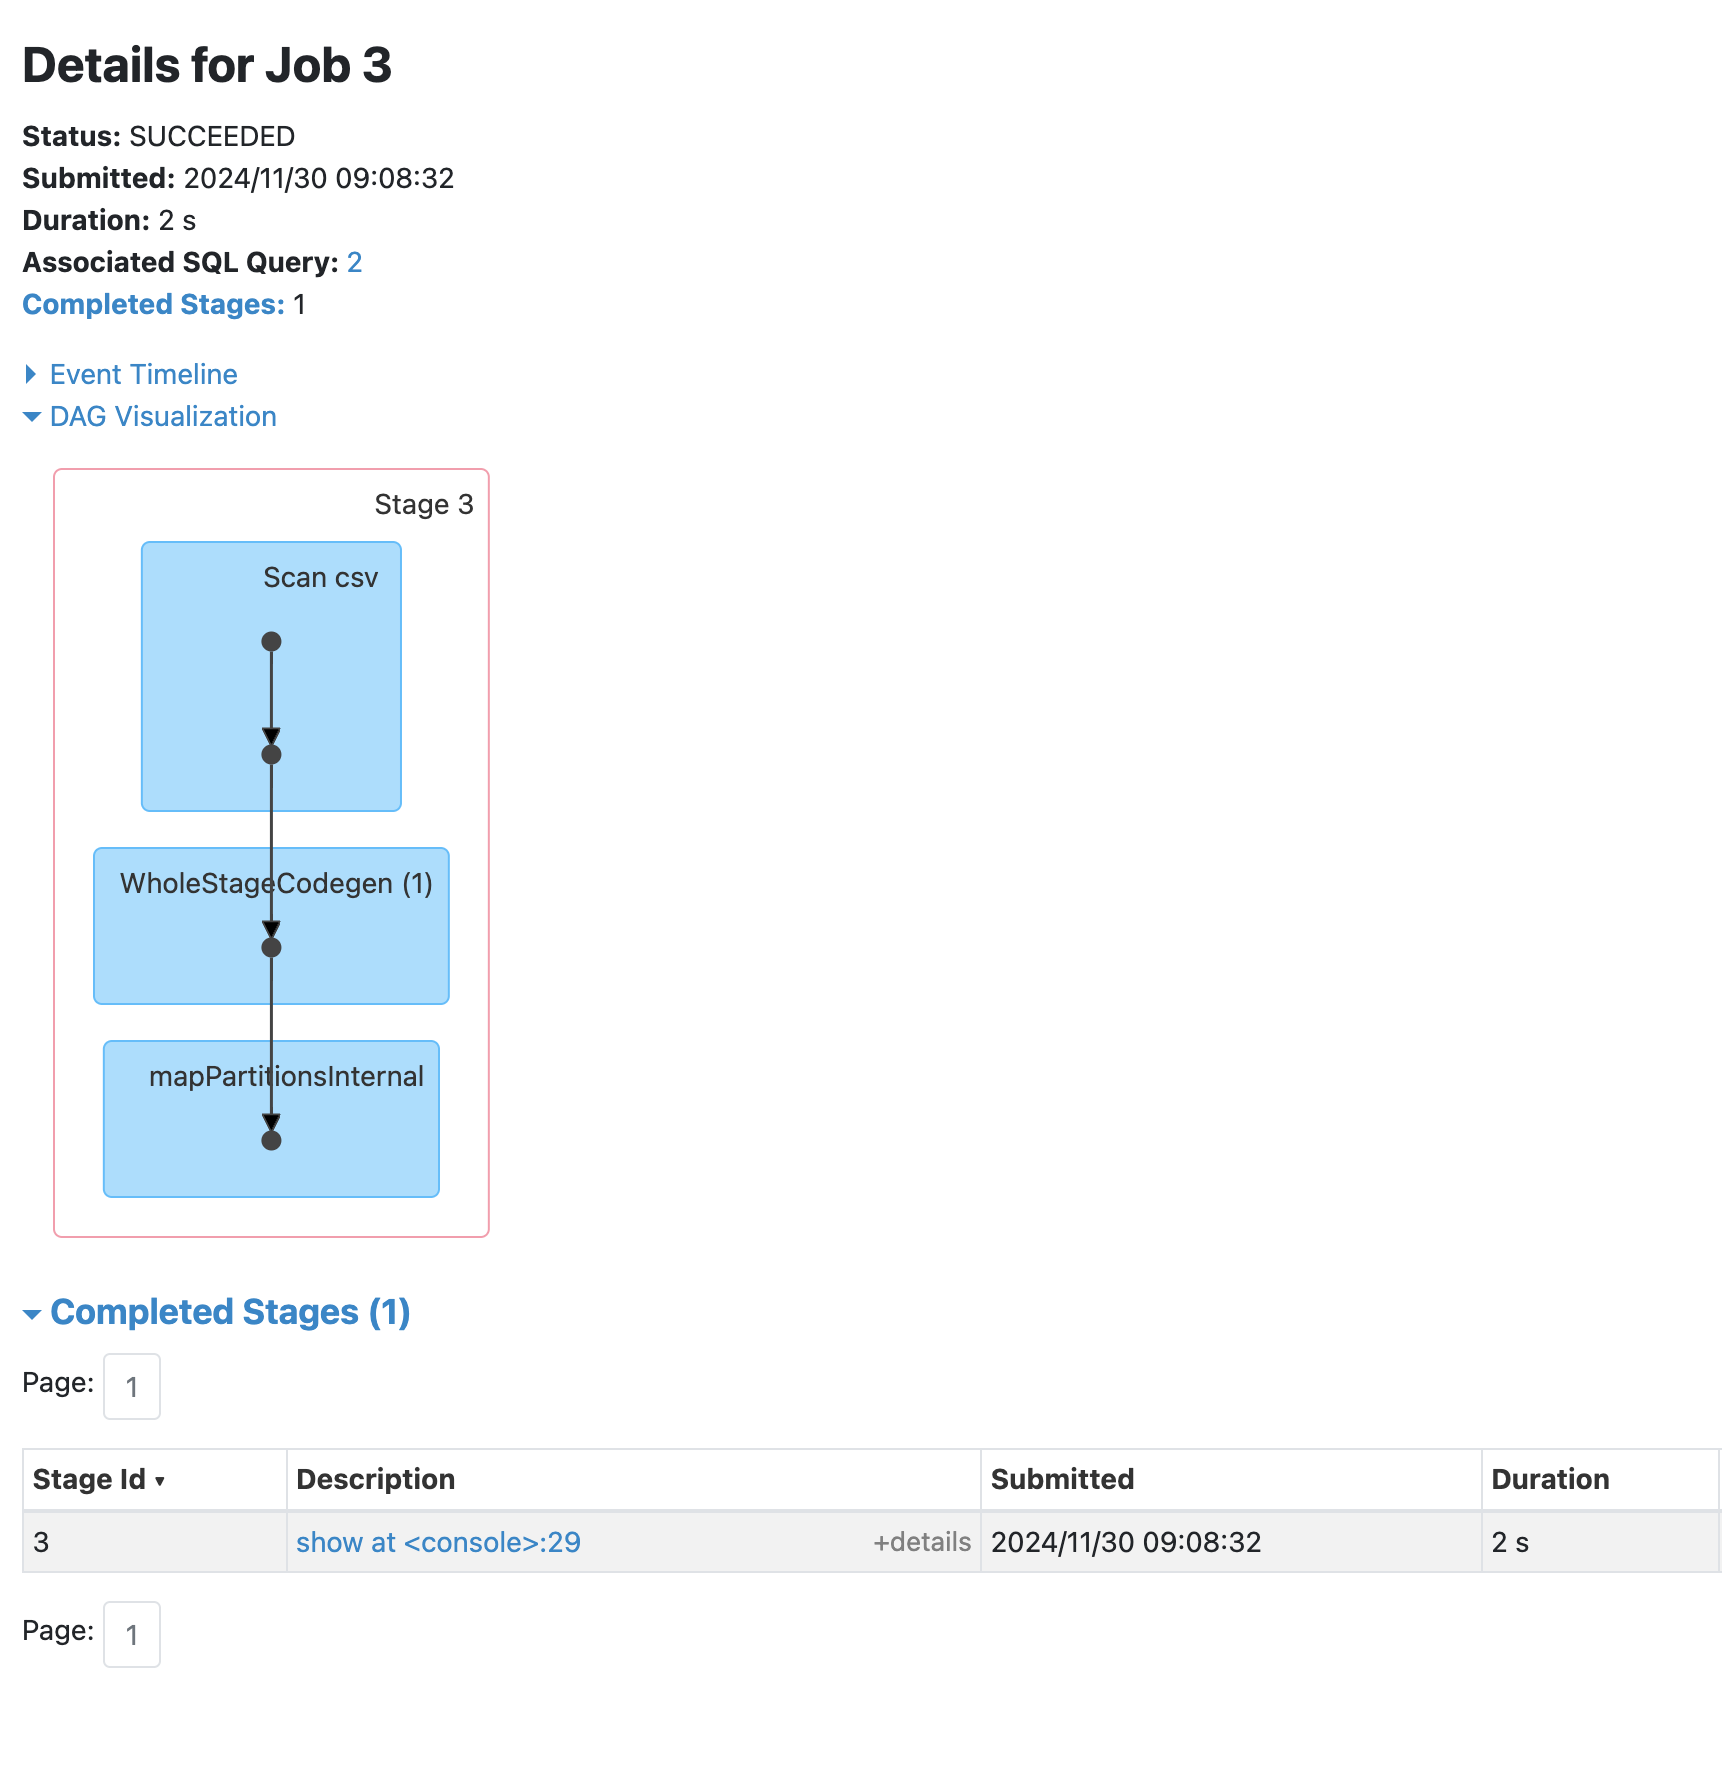 Details for Job 3
Status: SUCCEEDED
Submitted: 2024/11/30 09:08:32
Duration: 2 s
Associated SQL Query: 2
Completed Stages: 1
Event Timeline
DAG Visualization
Stage 3
Scan csv
WholeStageCodegen (1)
mapPartitionsInternal
Completed Stages (1)
Page: 1
Stage Id ▾ Description Submitted Duration
3 show at <console>:29 +details 2024/11/30 09:08:32 2 s
Page: 1